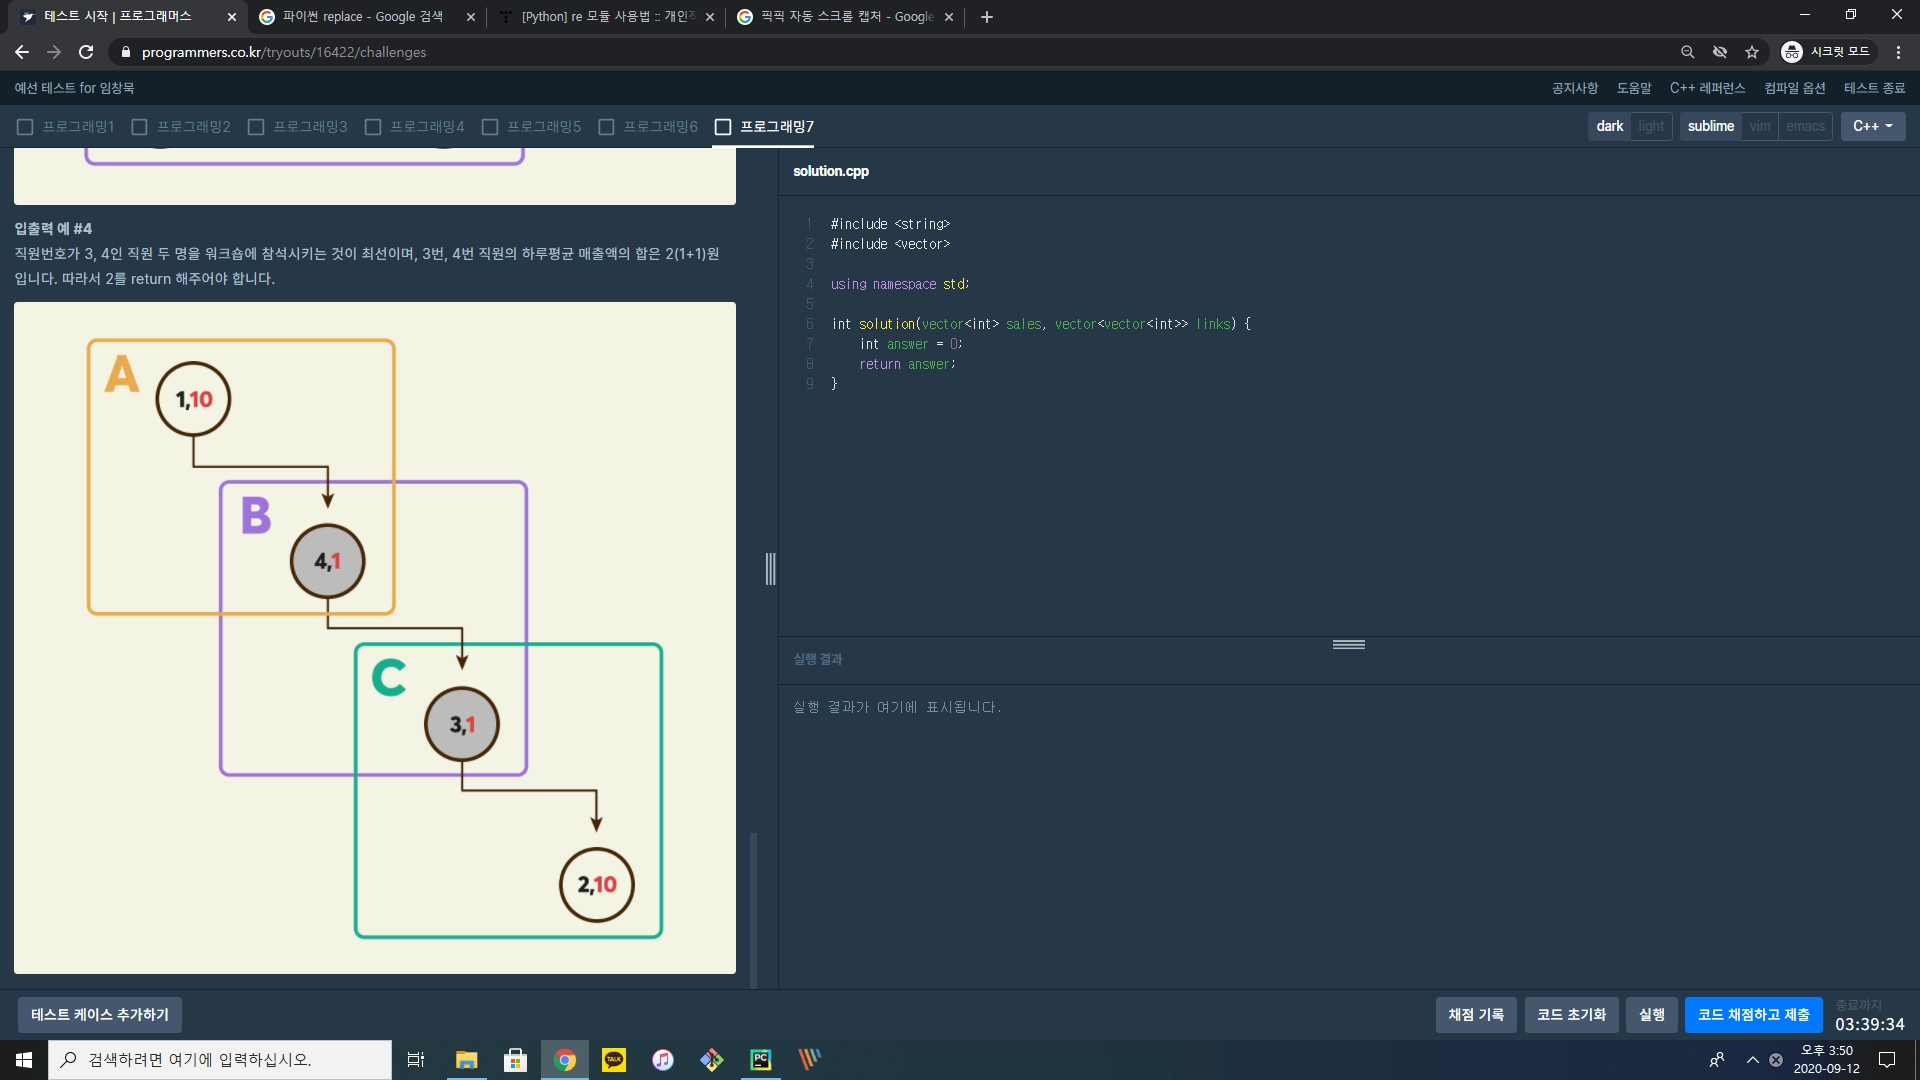 테스트 시작 | 프로그래머스
파이썬 replace - Google 검색
[Python] re 모듈 사용법 :: 개인적
픽픽 자동 스크롤 캡처 - Google
programmers.co.kr/tryouts/16422/challenges
시크릿 모드
예선 테스트 for 임창묵
공지사항 도움말 C++ 레퍼런스 컴파일 옵션 테스트 종료
프로그래밍1 프로그래밍2 프로그래밍3 프로그래밍4 프로그래밍5 프로그래밍6 프로그래밍7
dark light sublime vim emacs C++
입출력 예 #4
직원번호가 3, 4인 직원 두 명을 워크숍에 참석시키는 것이 최선이며, 3번, 4번 직원의 하루평균 매출액의 합은 2(1+1)원
입니다. 따라서 2를 return 해주어야 합니다.
A
1,10
B
4,1
C
3,1
2,10
solution.cpp
1 #include <string>
2 #include <vector>
3
4 using namespace std;
5
6 int solution(vector<int> sales, vector<vector<int>> links) {
7 int answer = 0;
8 return answer;
9 }
실행 결과
실행 결과가 여기에 표시됩니다.
테스트 케이스 추가하기
채점 기록 코드 초기화 실행 코드 채점하고 제출
종료까지
03:39:34
검색하려면 여기에 입력하십시오.
TALK
PC
오후 3:50
2020-09-12